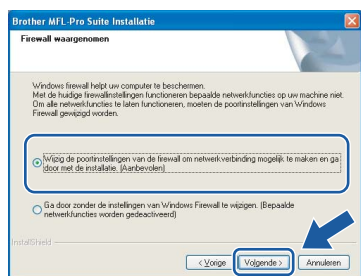 Brother MFL-Pro Suite Installatie
Firewall waargenomen
Windows firewall helpt uw computer te beschermen.
Met de huidige firewallinstellingen functioneren bepaalde netwerkfuncties op uw machine niet.
Om alle netwerkfuncties te laten functioneren, moeten de poortinstellingen van Windows
Firewall gewijzigd worden.
Wijzig de poortinstellingen van de firewall om netwerkverbinding mogelijk te maken en ga
door met de installatie. (Aanbevolen)
Ga door zonder de instellingen van Windows Firewall te wijzigen. (Bepaalde
netwerkfuncties worden gedeactiveerd)
InstallShield
< Vorige
Volgende >
Annuleren